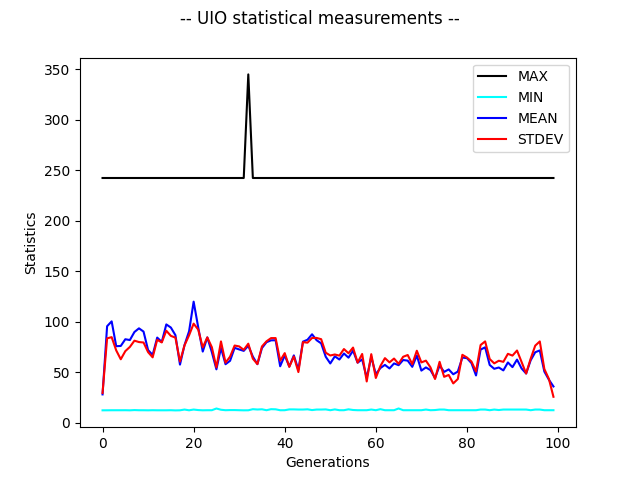 -- UIO statistical measurements --
350
300
250
200
150
100
50
0
Statistics
MAX
MIN
MEAN
STDEV
0 20 40 60 80 100
Generations